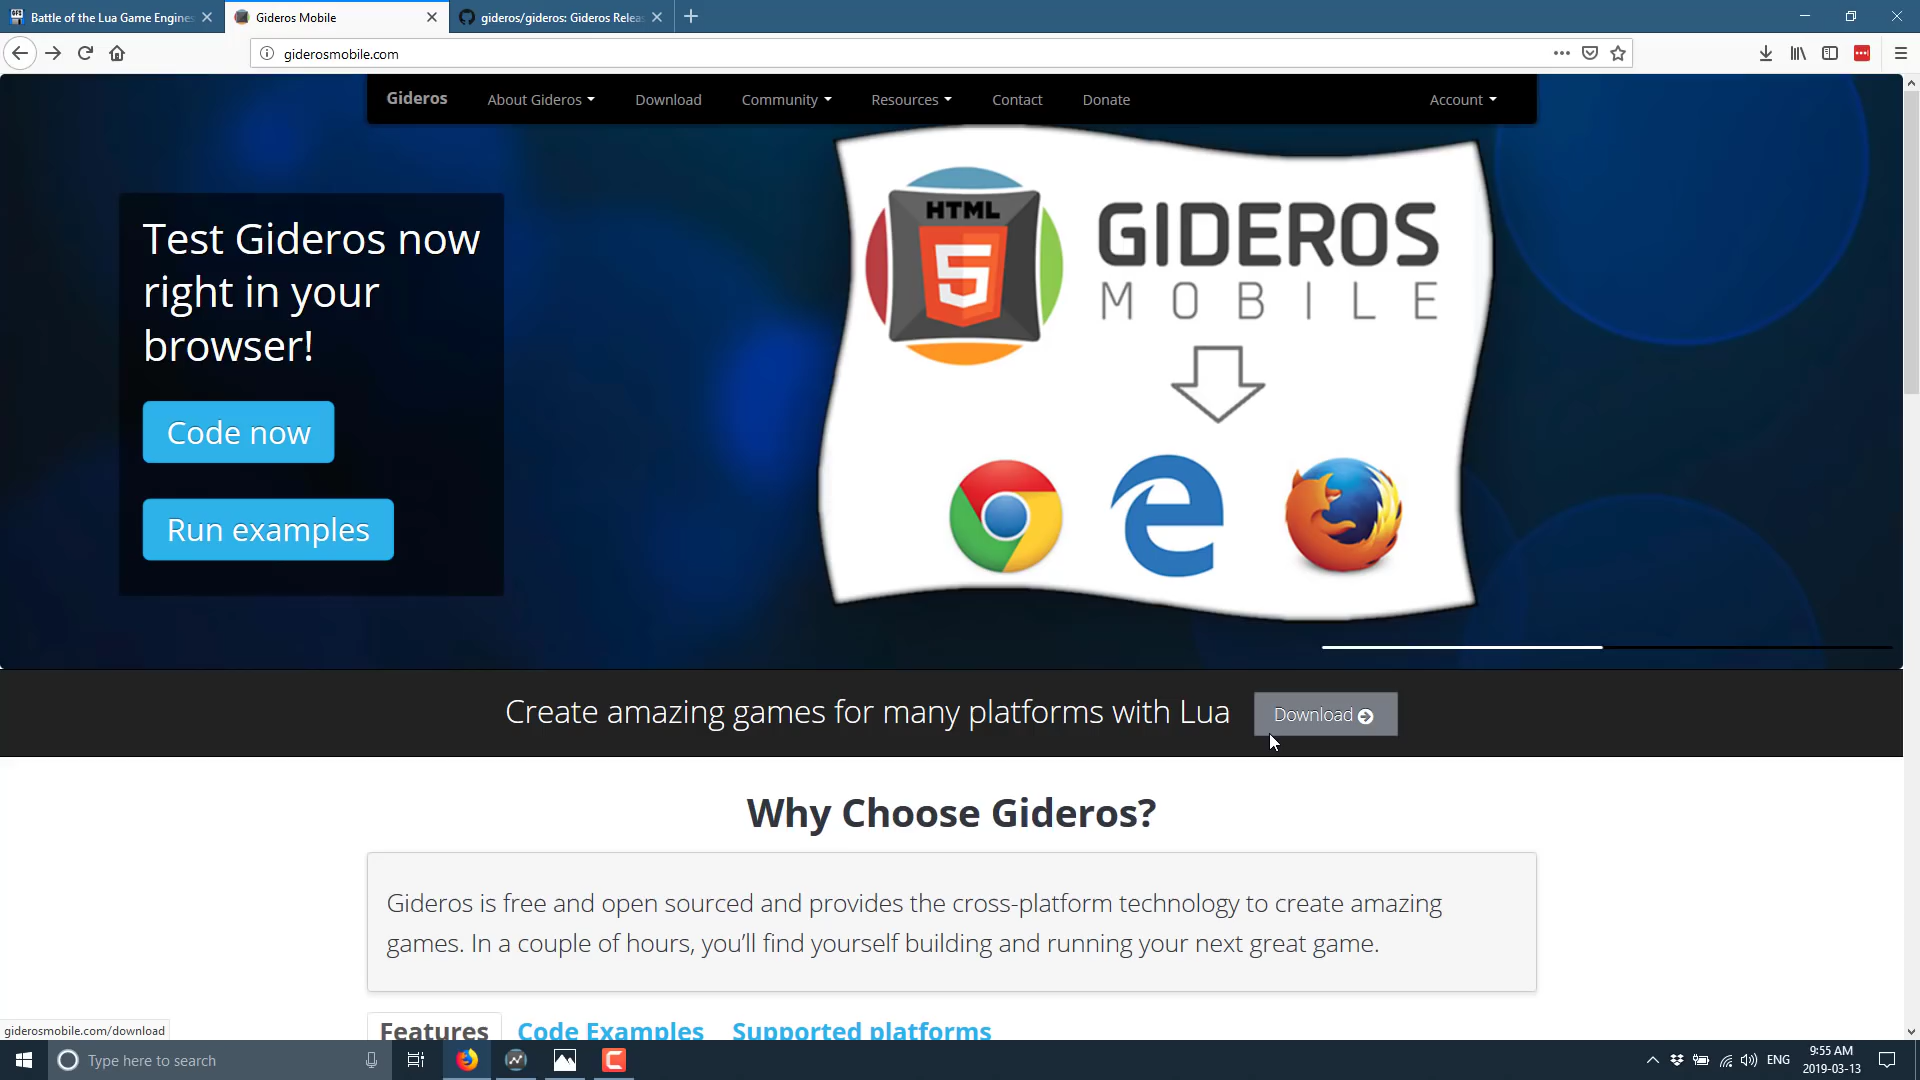 Battle of the Lua Game Engines
Gideros Mobile
gideros/gideros: Gideros Relea
giderosmobile.com
Gideros
About Gideros
Download
Community
Resources
Contact
Donate
Account
Test Gideros now
right in your
browser!
Code now
Run examples
HTML
5
GIDEROS
MOBILE
Create amazing games for many platforms with Lua
Download
Why Choose Gideros?
Gideros is free and open sourced and provides the cross-platform technology to create amazing
games. In a couple of hours, you’ll find yourself building and running your next great game.
Features
Code Examples
Supported platforms
giderosmobile.com/download
Type here to search
ENG
9:55 AM
2019-03-13